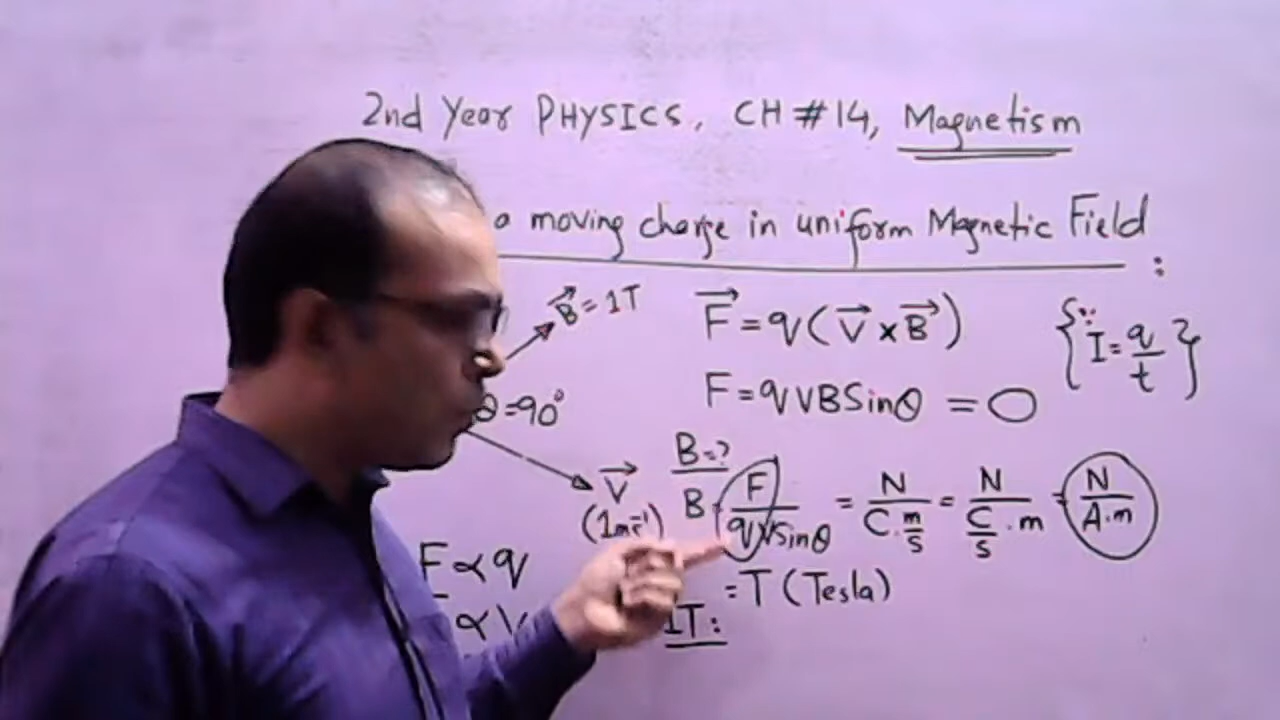 2nd Year PHYSICS, CH # 14, Magnetism
a moving charge in uniform Magnetic Field :
B⃗ = 1T
θ = 90°
V⃗
(1ms⁻¹)
F ∝ q
∝ V
F⃗ = q(V⃗ × B⃗)
{∵ I = q/t}
F = qVBSinθ = 0
B = ?
B = F/qVSinθ = N/C.m/s = N/C/s.m = N/A.m
= T (Tesla)
1T: